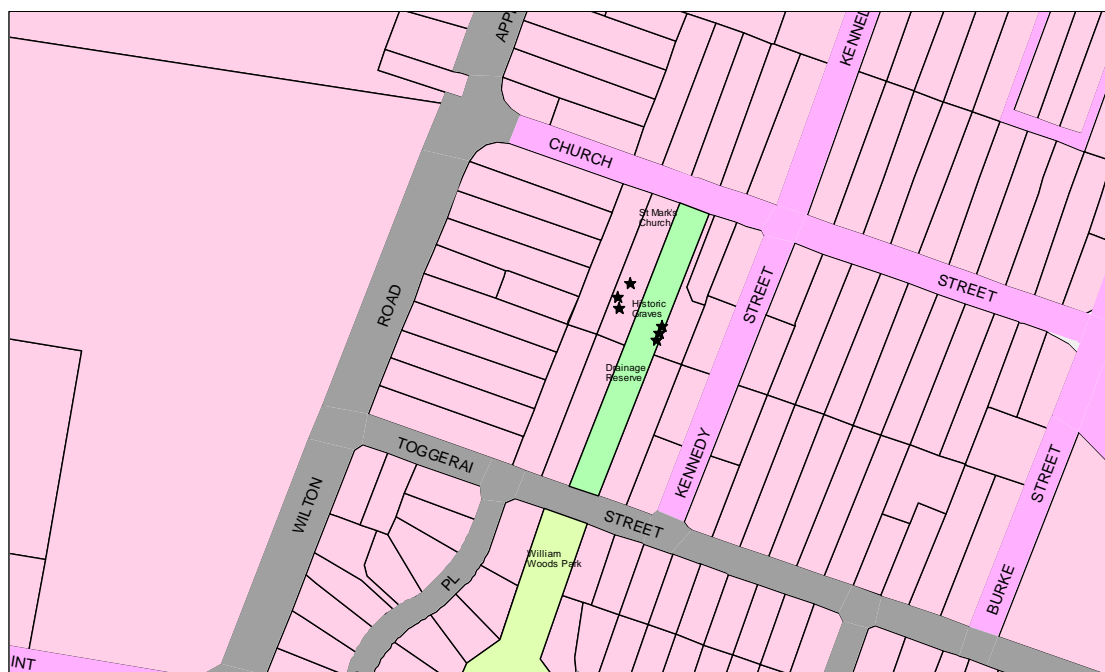 APP
KENNEL
CHURCH
St Mark's
Church
STREET
STREET
ROAD
Historic
Graves
Drainage
Reserve
TOGGERAI
KENNEDY
STREET
WILTON
STREET
William
Woods Park
PL
BURKE
INT